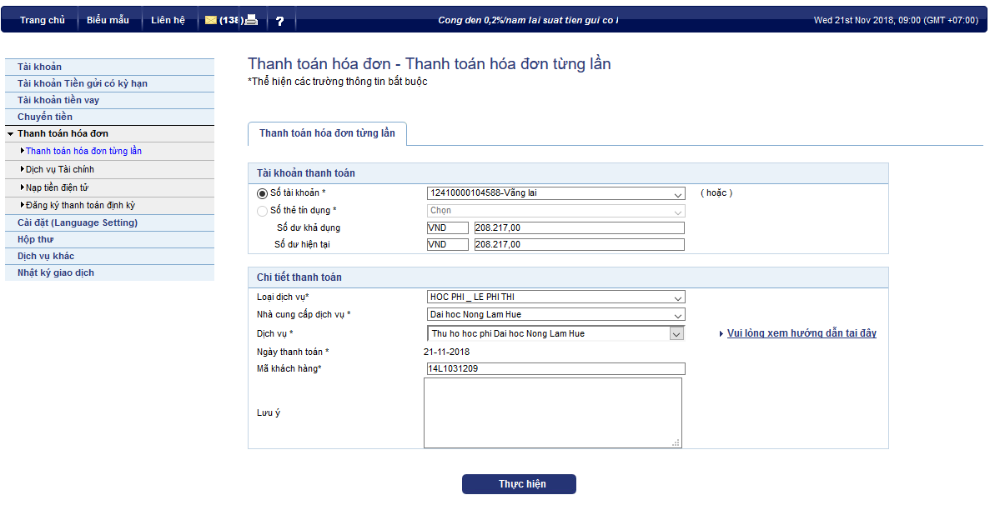 Trang chủ Biểu mẫu Liên hệ (138) ? Cong den 0,2%/nam lai suat tien gui co Wed 21st Nov 2018, 09:00 (GMT +07:00)
Tài khoản
Tài khoản Tiền gửi có kỳ hạn
Tài khoản tiền vay
Chuyển tiền
Thanh toán hóa đơn
Thanh toán hóa đơn từng lần
Dịch vụ Tài chính
Nạp tiền điện tử
Đăng ký thanh toán định kỳ
Cài đặt (Language Setting)
Hộp thư
Dịch vụ khác
Nhật ký giao dịch
Thanh toán hóa đơn - Thanh toán hóa đơn từng lần
*Thể hiện các trường thông tin bắt buộc
Thanh toán hóa đơn từng lần
Tài khoản thanh toán
Số tài khoản * 12410000104588-Vãng lai ( hoặc )
Số thẻ tín dụng * Chọn
Số dư khả dụng VND 208.217,00
Số dư hiện tại VND 208.217,00
Chi tiết thanh toán
Loại dịch vụ* HOC PHI _ LE PHI THI
Nhà cung cấp dịch vụ * Dai hoc Nong Lam Hue
Dịch vụ * Thu ho hoc phi Dai hoc Nong Lam Hue Vui lòng xem hướng dẫn tai đây
Ngày thanh toán * 21-11-2018
Mã khách hàng* 14L1031209
Lưu ý
Thực hiện